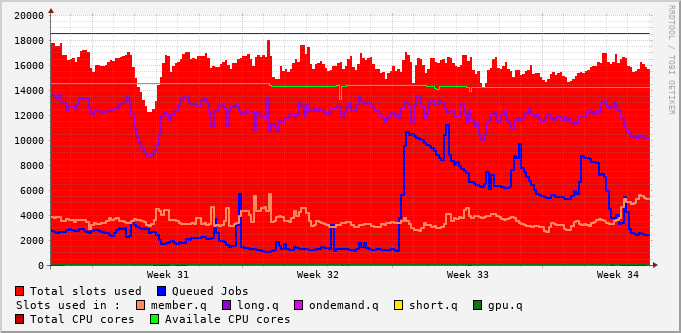 20000
18000
16000
14000
12000
10000
8000
6000
4000
2000
0
Week 31 Week 32 Week 33 Week 34
RRDTOOL / TOBI OETIKER
Total slots used Queued Jobs
Slots used in : member.q long.q ondemand.q short.q gpu.q
Total CPU cores Availale CPU cores